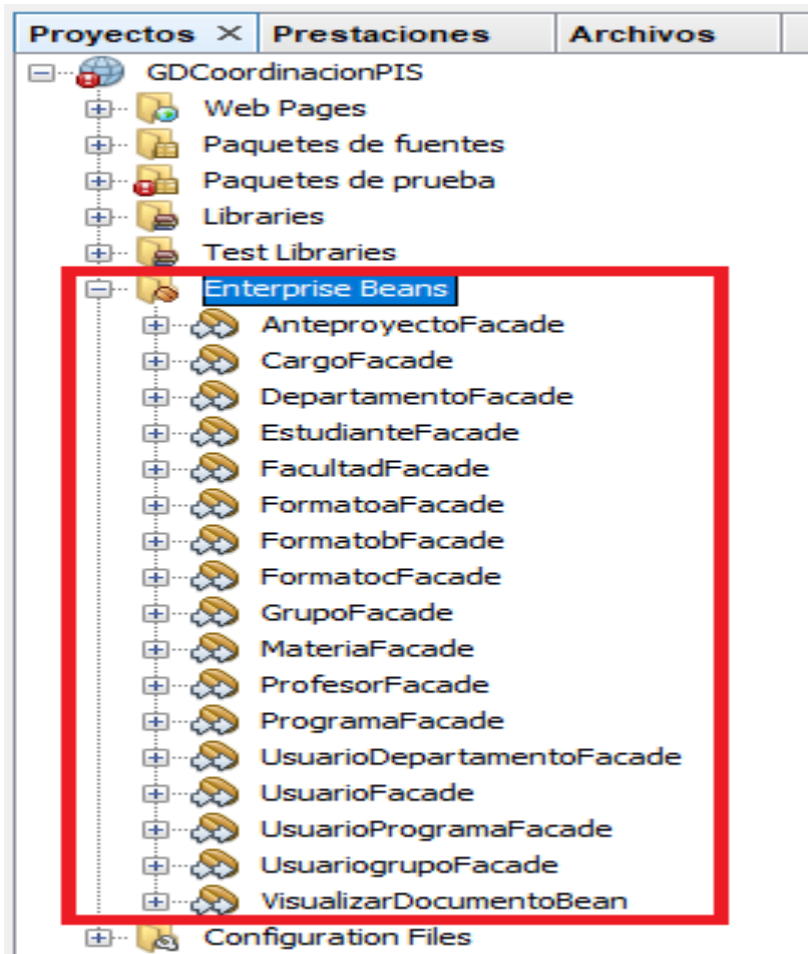 Proyectos × Prestaciones Archivos
GDCoordinacionPIS
Web Pages
Paquetes de fuentes
Paquetes de prueba
Libraries
Test Libraries
Enterprise Beans
AnteproyectoFacade
CargoFacade
DepartamentoFacade
EstudianteFacade
FacultadFacade
FormatoaFacade
FormatobFacade
FormatocFacade
GrupoFacade
MateriaFacade
ProfesorFacade
ProgramaFacade
UsuarioDepartamentoFacade
UsuarioFacade
UsuarioProgramaFacade
UsuariogrupoFacade
VisualizarDocumentoBean
Configuration Files